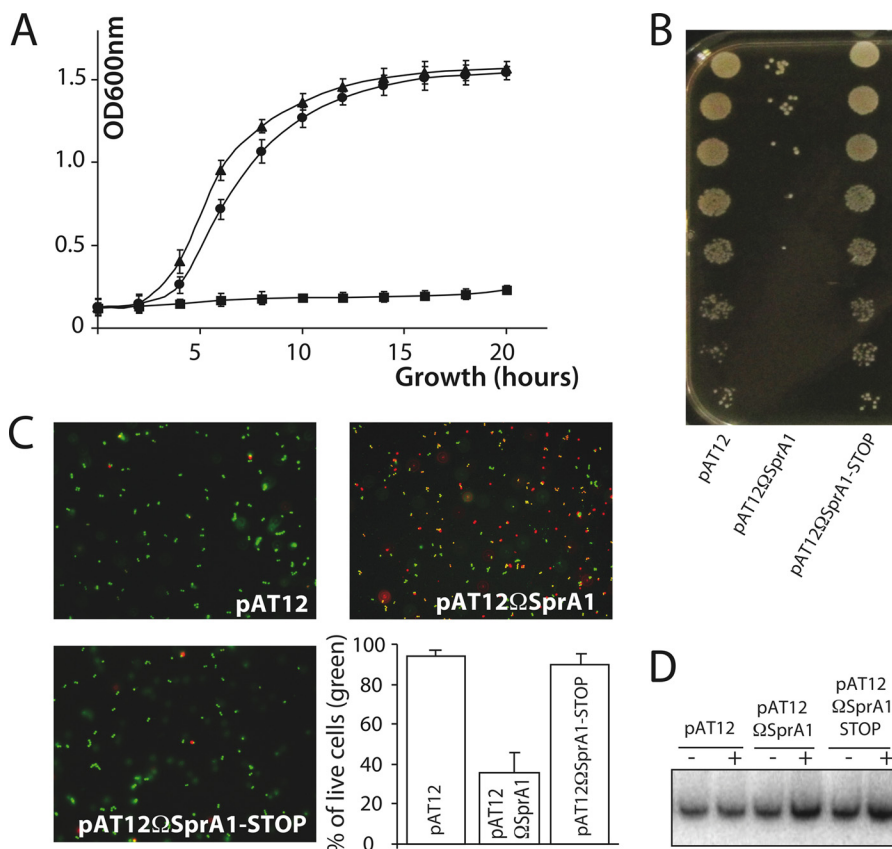 A
OD600nm
1.5
1.0
0.5
0
5
10
15
20
Growth (hours)
B
pAT12
pAT12ΩSprA1
pAT12ΩSprA1-STOP
C
pAT12
pAT12ΩSprA1
pAT12ΩSprA1-STOP
% of live cells (green)
100
80
60
40
20
0
pAT12
pAT12
ΩSprA1
pAT12ΩSprA1-STOP
D
pAT12
pAT12
ΩSprA1
pAT12
ΩSprA1
STOP
- + - + - +